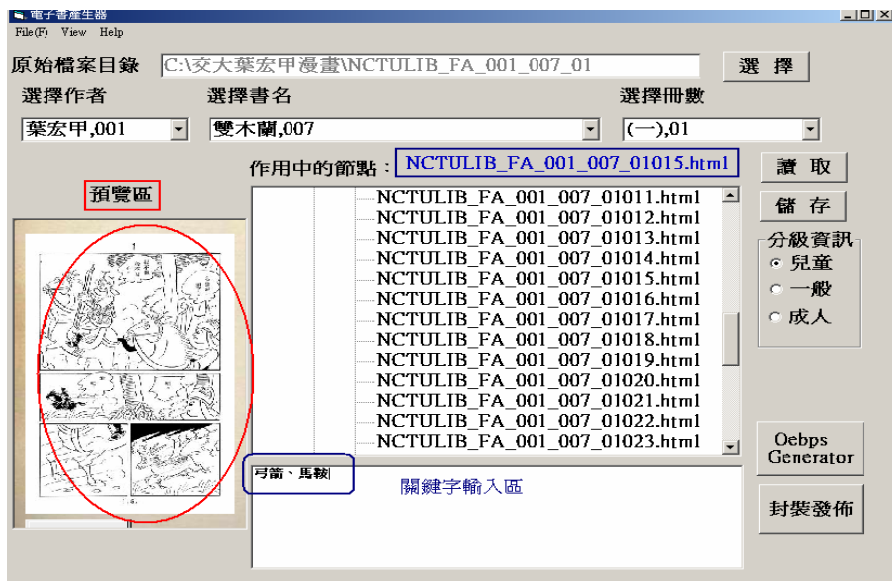 電子書產生器
File(F) View Help
原始檔案目錄 C:\交大葉宏甲漫畫\NCTULIB_FA_001_007_01 選 擇
選擇作者 選擇書名 選擇冊數
葉宏甲,001 雙木蘭,007 (一),01
作用中的節點： NCTULIB_FA_001_007_01015.html 讀 取
預覽區
NCTULIB_FA_001_007_01011.html
NCTULIB_FA_001_007_01012.html
NCTULIB_FA_001_007_01013.html
NCTULIB_FA_001_007_01014.html
NCTULIB_FA_001_007_01015.html
NCTULIB_FA_001_007_01016.html
NCTULIB_FA_001_007_01017.html
NCTULIB_FA_001_007_01018.html
NCTULIB_FA_001_007_01019.html
NCTULIB_FA_001_007_01020.html
NCTULIB_FA_001_007_01021.html
NCTULIB_FA_001_007_01022.html
NCTULIB_FA_001_007_01023.html
儲 存
分級資訊
兒童
一般
成人
1
弓箭、馬鞍
關鍵字輸入區
Oebps
Generator
封裝發佈